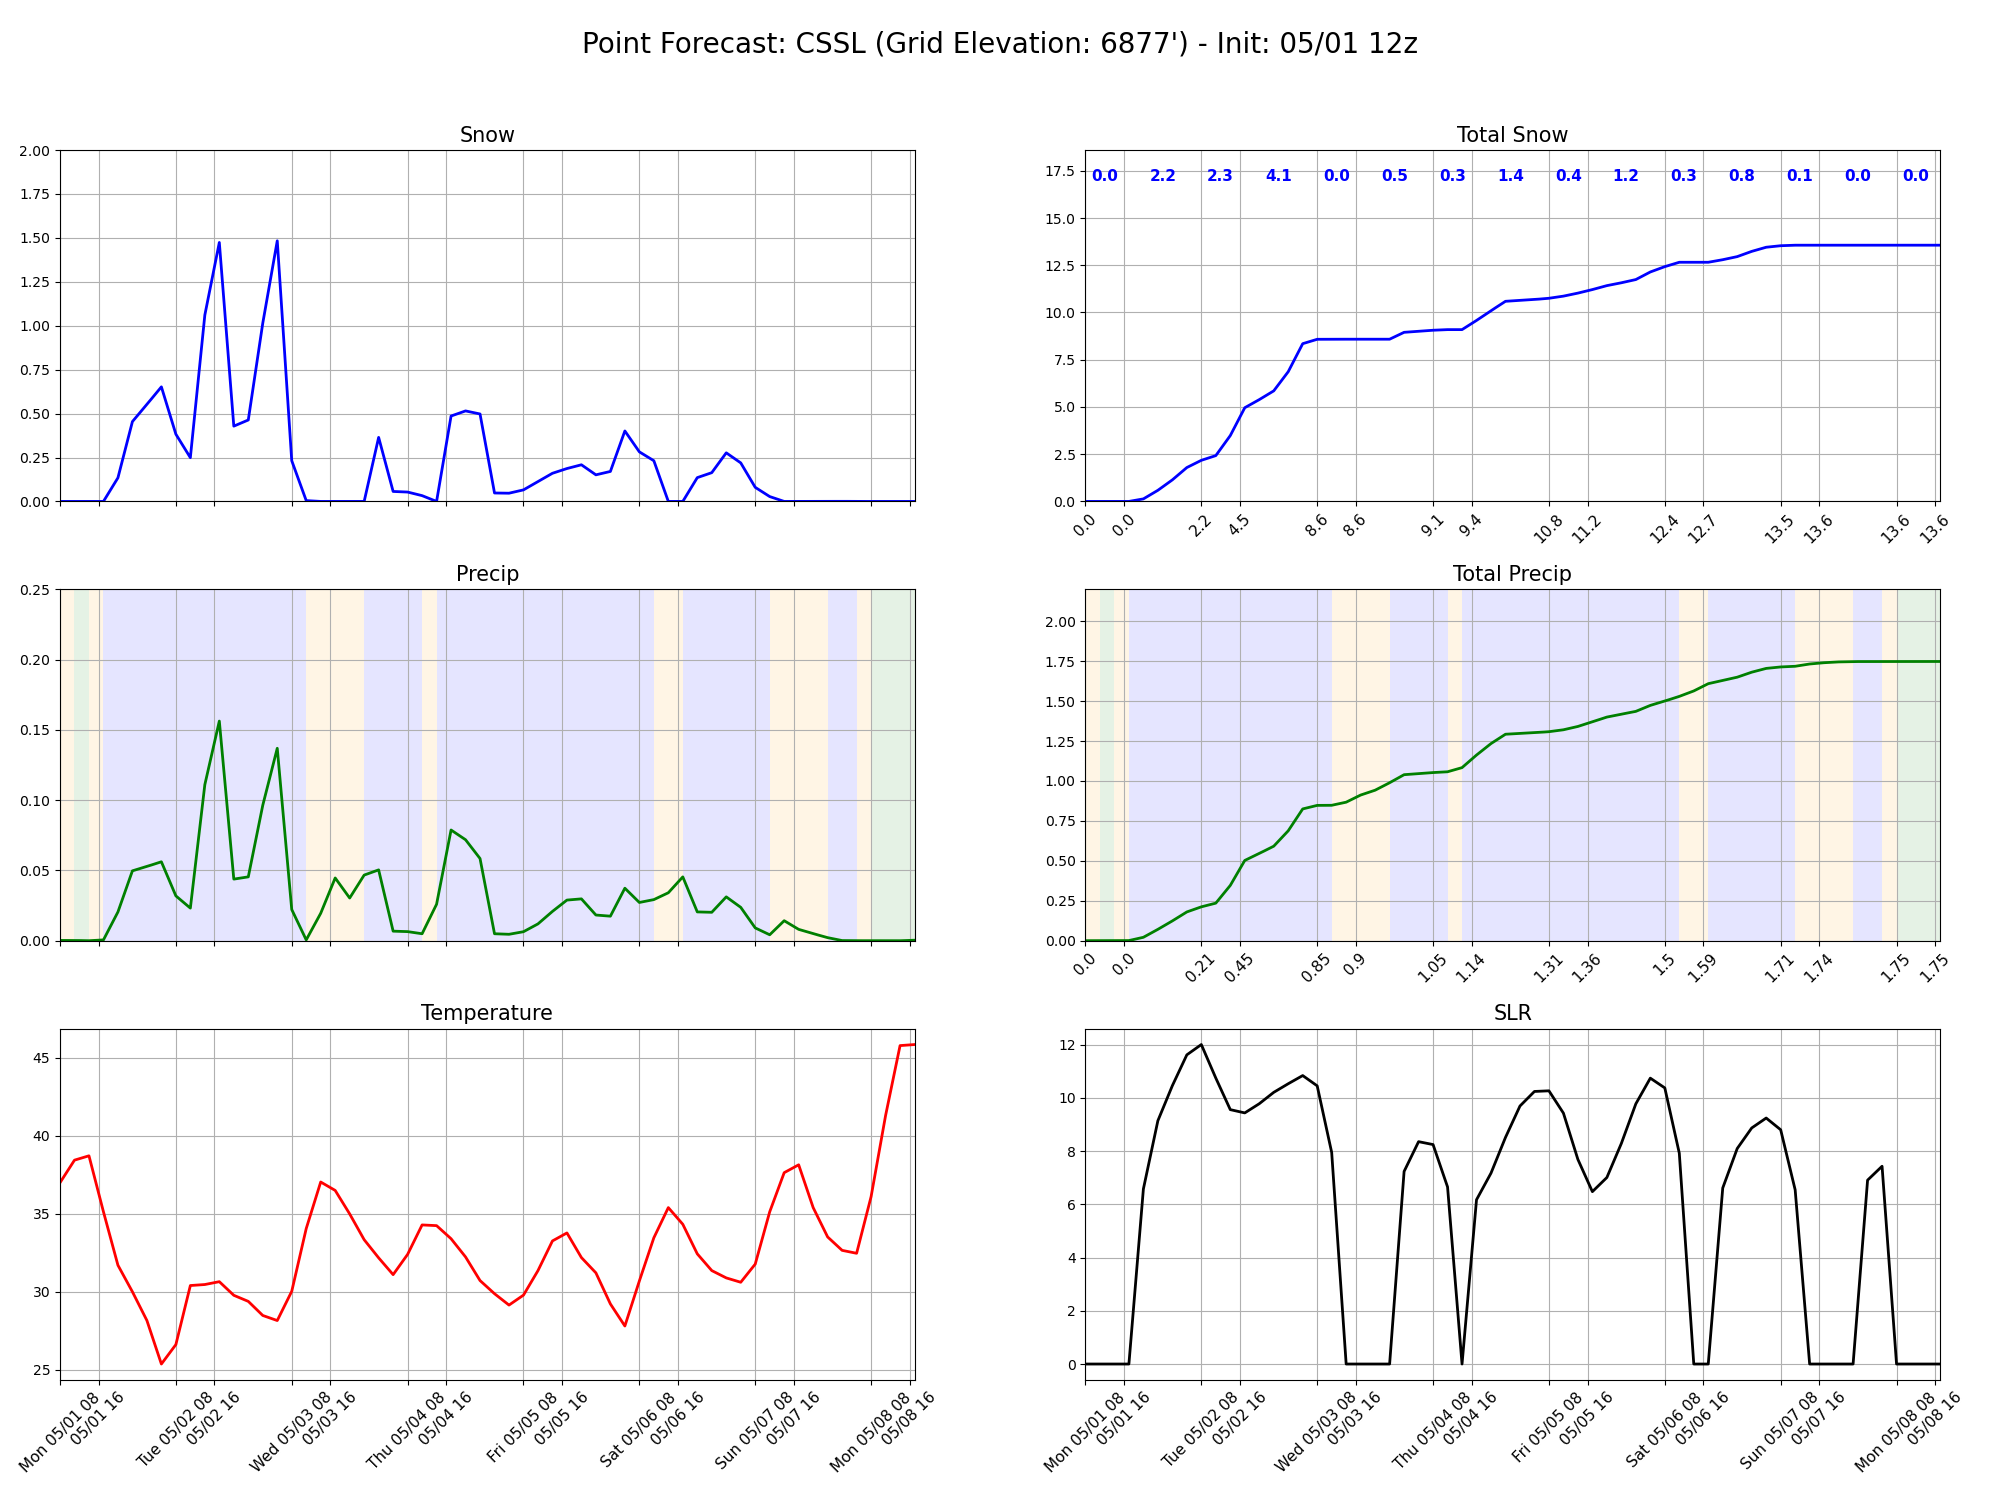 Point Forecast: CSSL (Grid Elevation: 6877') - Init: 05/01 12z
Snow
2.00
1.75
1.50
1.25
1.00
0.75
0.50
0.25
0.00
Total Snow
17.5
15.0
12.5
10.0
7.5
5.0
2.5
0.0
0.0 2.2 2.3 4.1 0.0 0.5 0.3 1.4 0.4 1.2 0.3 0.8 0.1 0.0 0.0
0.0 0.0 2.2 4.5 8.6 8.6 9.1 9.4 10.8 11.2 12.4 12.7 13.5 13.6 13.6 13.6
Precip
0.25
0.20
0.15
0.10
0.05
0.00
Total Precip
2.00
1.75
1.50
1.25
1.00
0.75
0.50
0.25
0.00
0.0 0.0 0.21 0.45 0.85 0.9 1.05 1.14 1.31 1.36 1.5 1.59 1.71 1.74 1.75 1.75
Temperature
45
40
35
30
25
Mon 05/01 08
05/01 16
Tue 05/02 08
05/02 16
Wed 05/03 08
05/03 16
Thu 05/04 08
05/04 16
Fri 05/05 08
05/05 16
Sat 05/06 08
05/06 16
Sun 05/07 08
05/07 16
Mon 05/08 08
05/08 16
SLR
12
10
8
6
4
2
0
Mon 05/01 08
05/01 16
Tue 05/02 08
05/02 16
Wed 05/03 08
05/03 16
Thu 05/04 08
05/04 16
Fri 05/05 08
05/05 16
Sat 05/06 08
05/06 16
Sun 05/07 08
05/07 16
Mon 05/08 08
05/08 16